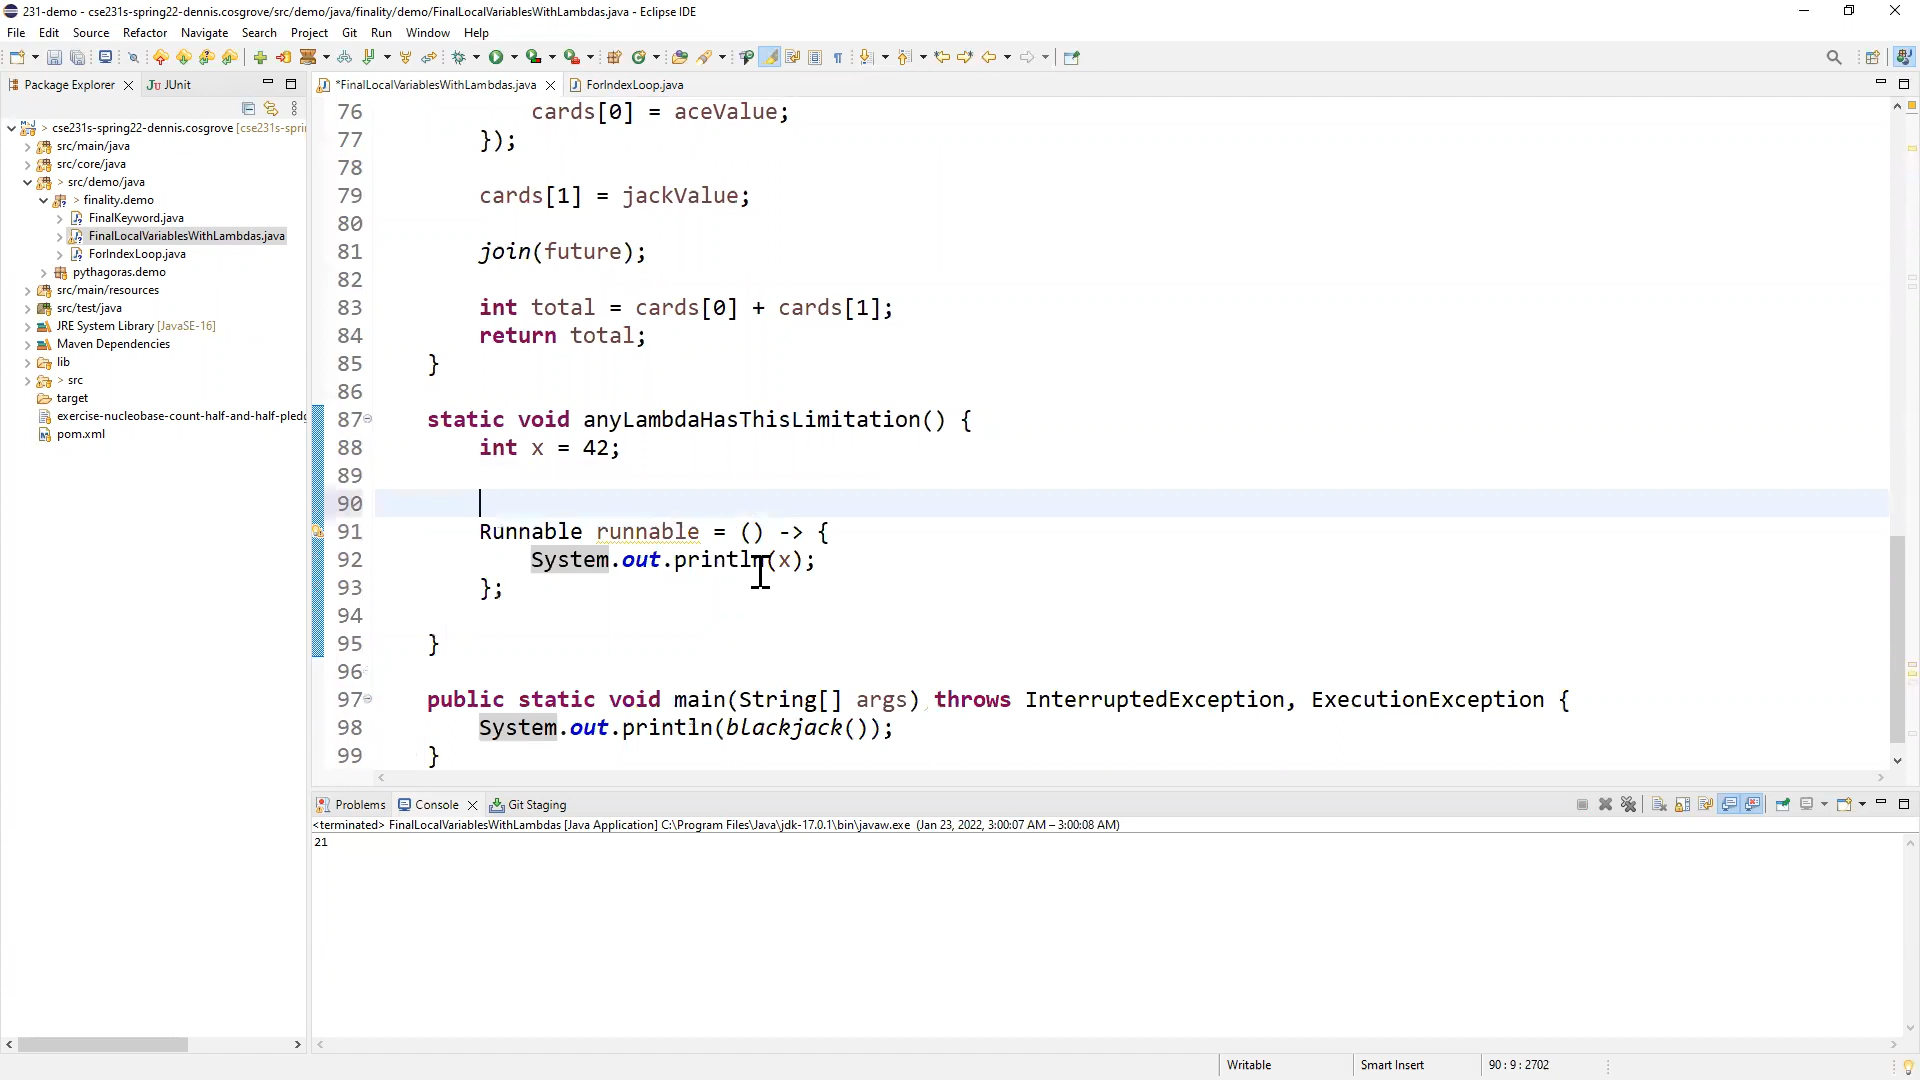 231-demo - cse231s-spring22-dennis.cosgrove/src/demo/java/finality/demo/FinalLocalVariablesWithLambdas.java - Eclipse IDE
File Edit Source Refactor Navigate Search Project Git Run Window Help
Package Explorer JUnit
cse231s-spring22-dennis.cosgrove [cse231s-spri
src/main/java
src/core/java
> src/demo/java
> finality.demo
FinalKeyword.java
FinalLocalVariablesWithLambdas.java
ForIndexLoop.java
pythagoras.demo
src/main/resources
src/test/java
JRE System Library [JavaSE-16]
Maven Dependencies
lib
> src
target
exercise-nucleobase-count-half-and-half-pledg
pom.xml
*FinalLocalVariablesWithLambdas.java ForIndexLoop.java
76 cards[0] = aceValue;
77 });
78
79 cards[1] = jackValue;
80
81 join(future);
82
83 int total = cards[0] + cards[1];
84 return total;
85 }
86
87 static void anyLambdaHasThisLimitation() {
88 int x = 42;
89
90
91 Runnable runnable = () -> {
92 System.out.println(x);
93 };
94
95 }
96
97 public static void main(String[] args) throws InterruptedException, ExecutionException {
98 System.out.println(blackjack());
99 }
Problems Console Git Staging
<terminated> FinalLocalVariablesWithLambdas [Java Application] C:\Program Files\Java\jdk-17.0.1\bin\javaw.exe (Jan 23, 2022, 3:00:07 AM – 3:00:08 AM)
21
Writable Smart Insert 90 : 9 : 2702